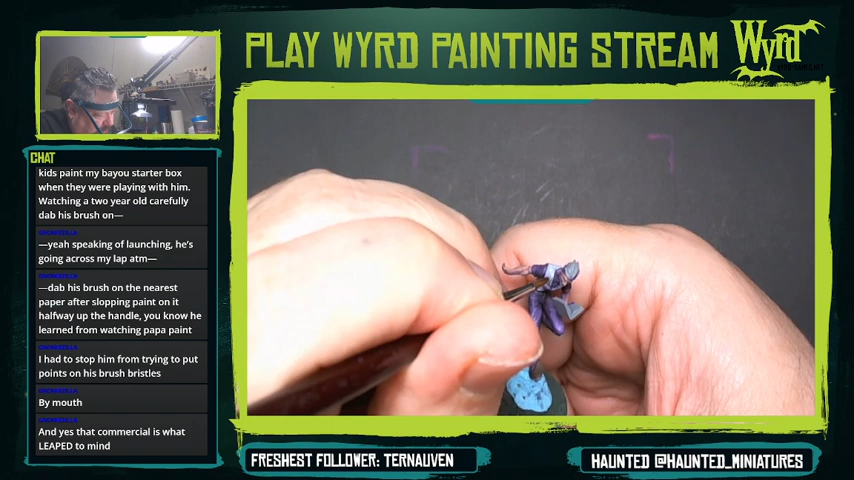 PLAY WYRD PAINTING STREAM
Wyrd
CHAT
kids paint my bayou starter box
when they were playing with him.
Watching a two year old carefully
dab his brush on—
—yeah speaking of launching, he's
going across my lap atm—
—dab his brush on the nearest
paper after slopping paint on it
halfway up the handle, you know he
learned from watching papa paint
I had to stop him from trying to put
points on his brush bristles
By mouth
And yes that commercial is what
LEAPED to mind
FRESHEST FOLLOWER: TERNAUVEN
HAUNTED @HAUNTED_MINIATURES